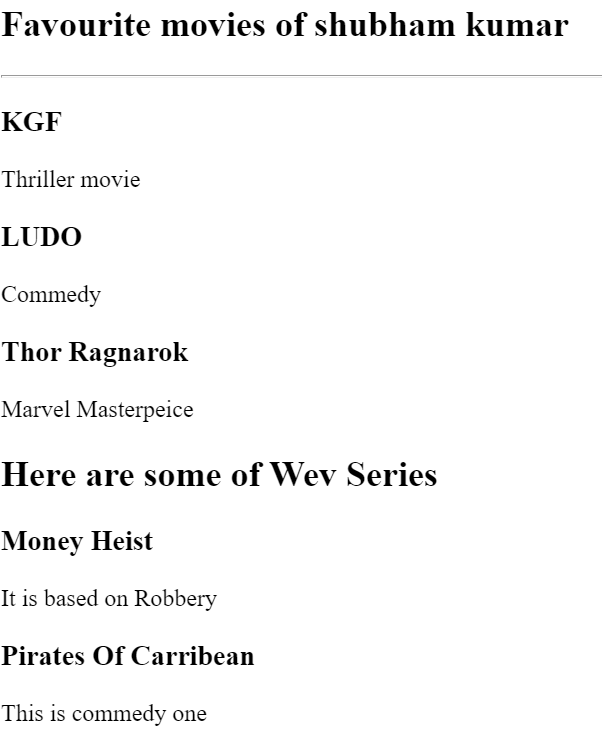 Favourite movies of shubham kumar
KGF
Thriller movie
LUDO
Commedy
Thor Ragnarok
Marvel Masterpeice
Here are some of Wev Series
Money Heist
It is based on Robbery
Pirates Of Carribean
This is commedy one